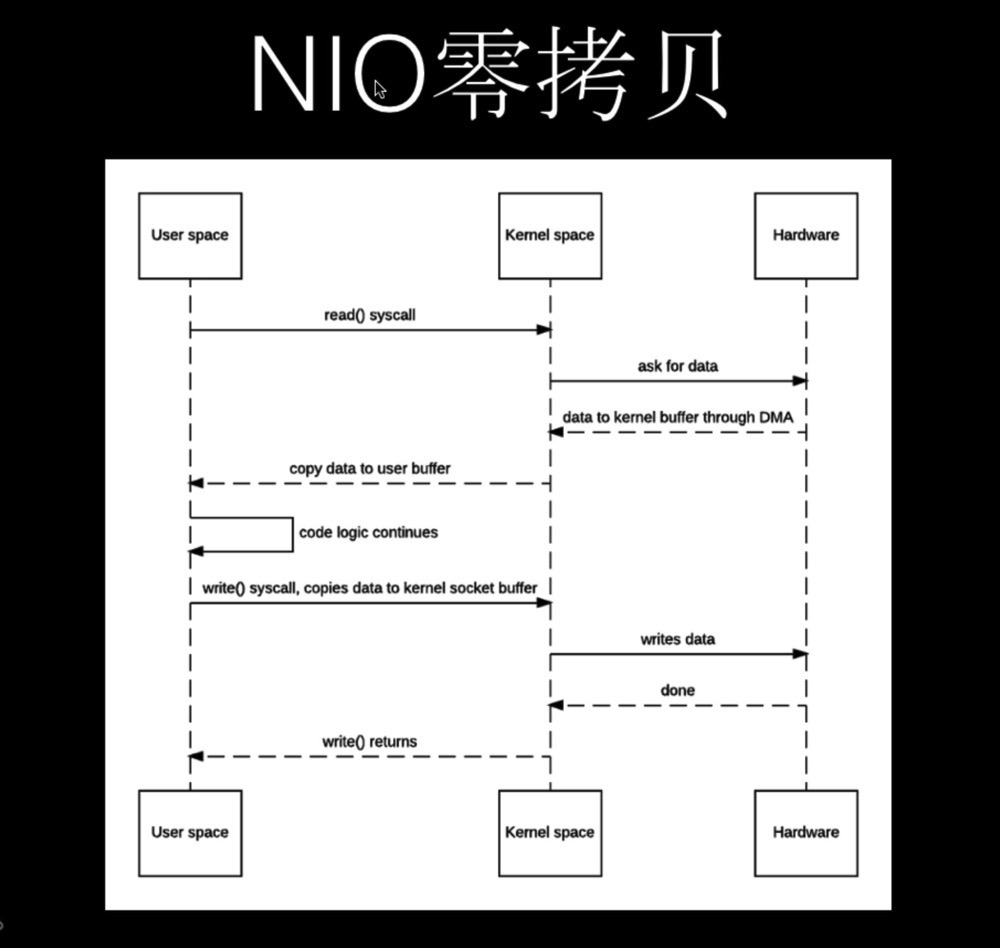 NIO零拷贝
User space
Kernel space
Hardware
read() syscall
ask for data
data to kernel buffer through DMA
copy data to user buffer
code logic continues
write() syscall, copies data to kernel socket buffer
writes data
done
write() returns
User space
Kernel space
Hardware